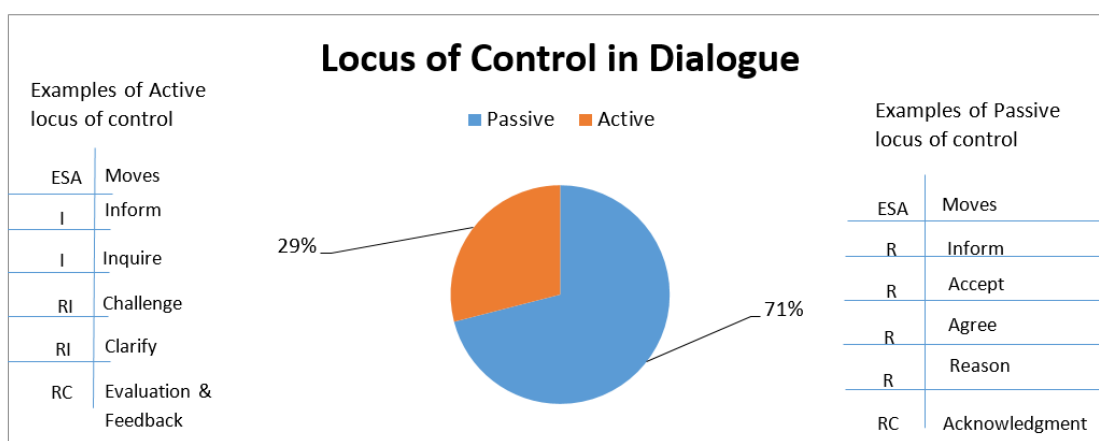 Locus of Control in Dialogue
Passive Active
Examples of Active
locus of control
ESA Moves
I Inform
I Inquire
RI Challenge
RI Clarify
RC Evaluation &
Feedback
29%
71%
Examples of Passive
locus of control
ESA Moves
R Inform
R Accept
R Agree
R Reason
RC Acknowledgment